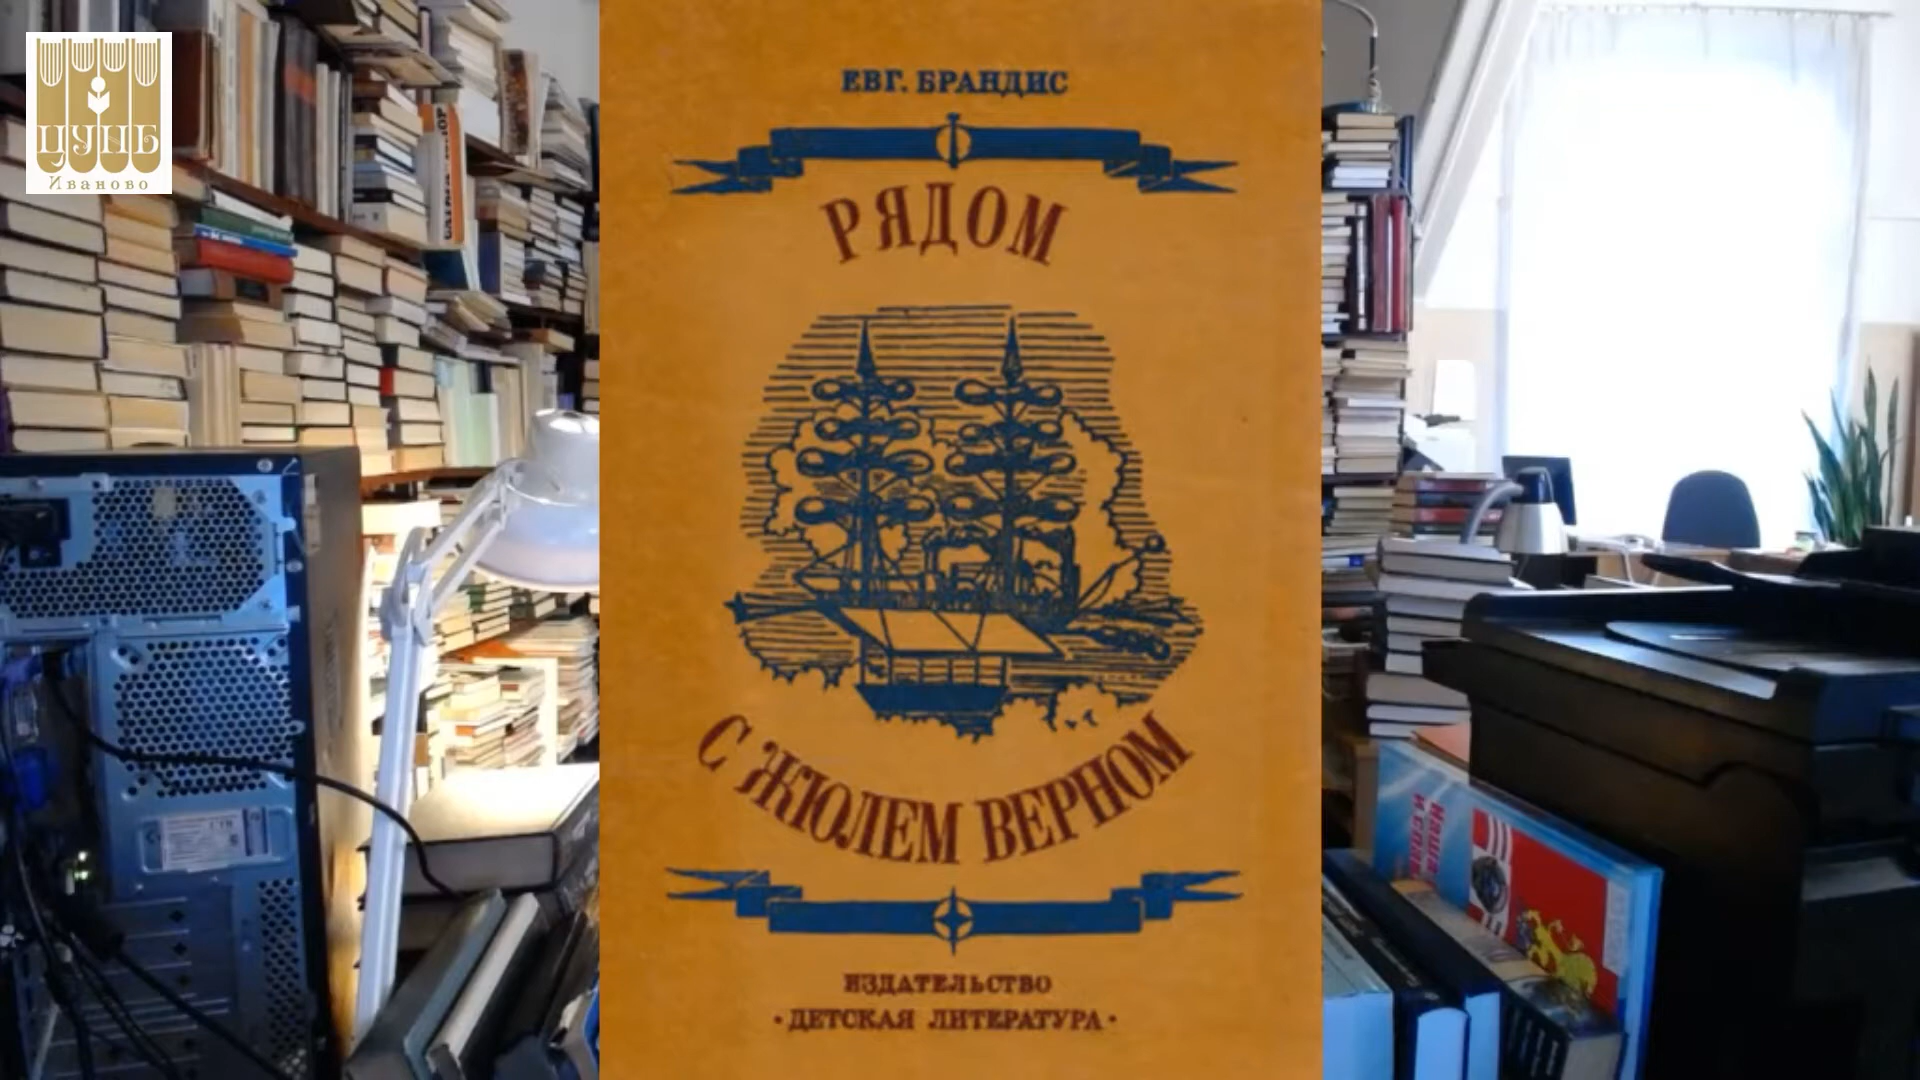 ЦУНБ
Иваново
ЕВГ. БРАНДИС
РЯДОМ
С ЖЮЛЕМ ВЕРНОМ
ИЗДАТЕЛЬСТВО
·ДЕТСКАЯ ЛИТЕРАТУРА·